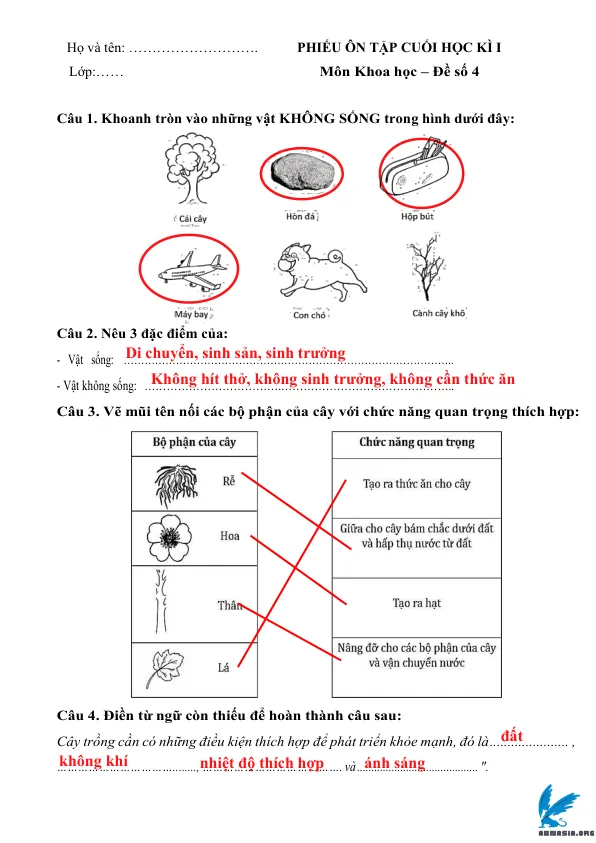 Họ và tên: ………………………. PHIẾU ÔN TẬP CUỐI HỌC KÌ I
Lớp:…… Môn Khoa học – Đề số 4
Câu 1. Khoanh tròn vào những vật KHÔNG SỐNG trong hình dưới đây:
Cái cây Hòn đá Hộp bút
Máy bay Con chó Cành cây khô
Câu 2. Nêu 3 đặc điểm của:
- Vật sống: Di chuyển, sinh sản, sinh trưởng
- Vật không sống: Không hít thở, không sinh trưởng, không cần thức ăn
Câu 3. Vẽ mũi tên nối các bộ phận của cây với chức năng quan trọng thích hợp:
Bộ phận của cây Chức năng quan trọng
Rễ Tạo ra thức ăn cho cây
Hoa Giữa cho cây bám chắc dưới đất
và hấp thụ nước từ đất
Thân Tạo ra hạt
Lá Nâng đỡ cho các bộ phận của cây
và vận chuyển nước
Câu 4. Điền từ ngữ còn thiếu để hoàn thành câu sau:
Cây trồng cần có những điều kiện thích hợp để phát triển khỏe mạnh, đó là đất ,
không khí, nhiệt độ thích hợp và ánh sáng ".
ABMASIA.ORG